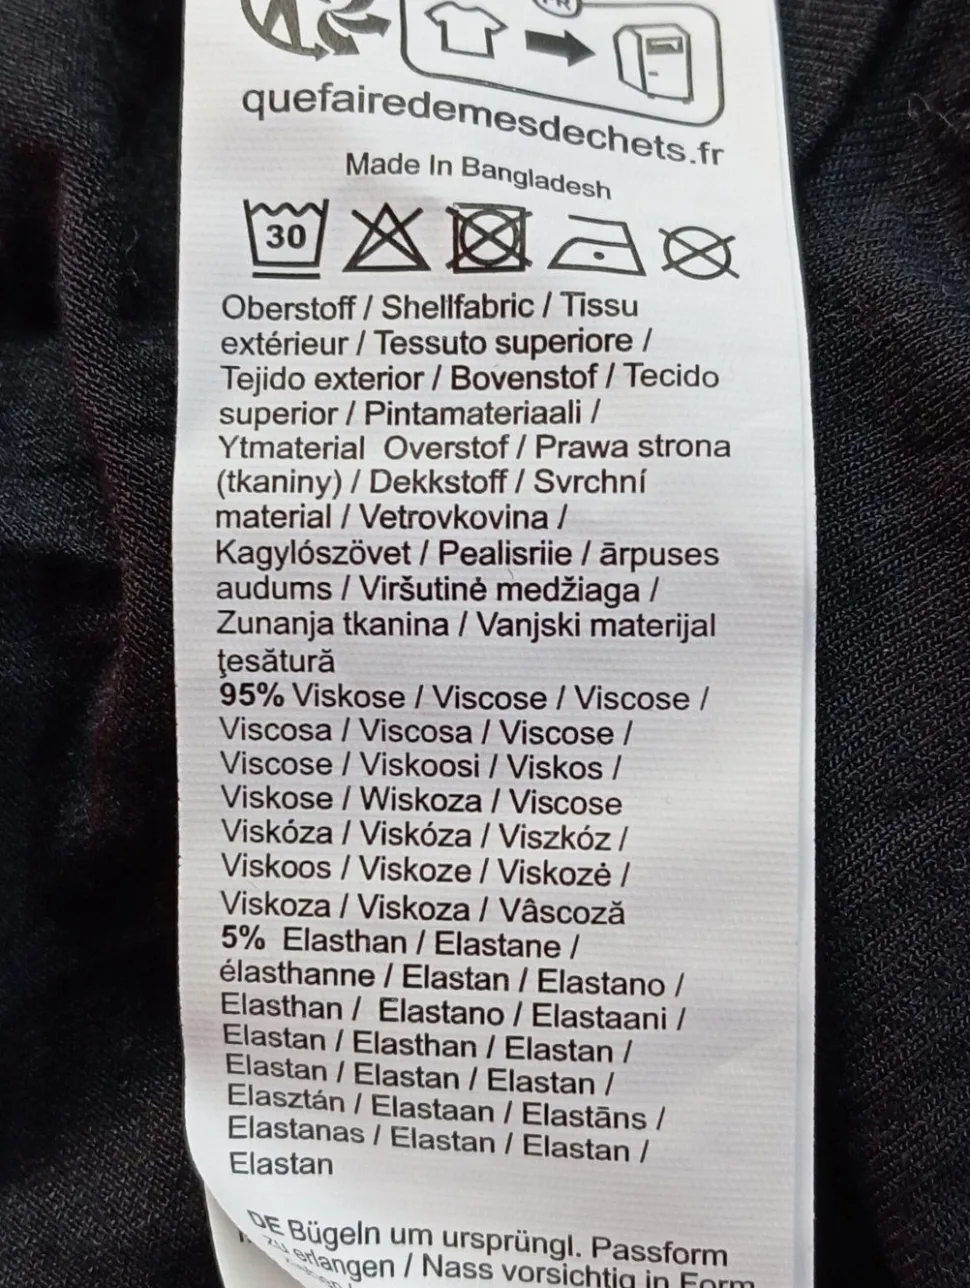 quefairedemesdechets.fr
Made In Bangladesh
30
Oberstoff / Shellfabric / Tissu
extérieur / Tessuto superiore /
Tejido exterior / Bovenstof / Tecido
superior / Pintamateriaali /
Ytmaterial Overstof / Prawa strona
(tkaniny) / Dekkstoff / Svrchní
material / Vetrovkovina /
Kagylószövet / Pealisriie / ārpuses
audums / Viršutinė medžiaga /
Zunanja tkanina / Vanjski materijal
ţesătură
95% Viskose / Viscose / Viscose /
Viscosa / Viscosa / Viscose /
Viscose / Viskoosi / Viskos /
Viskose / Wiskoza / Viscose
Viskóza / Viskóza / Viszkóz /
Viskoos / Viskoze / Viskozė /
Viskoza / Viskoza / Vâscoză
5% Elasthan / Elastane /
élasthanne / Elastan / Elastano /
Elasthan / Elastano / Elastaani /
Elastan / Elasthan / Elastan /
Elastan / Elastan / Elastan /
Elasztán / Elastaan / Elastāns /
Elastanas / Elastan / Elastan /
Elastan
DE Bügeln um ursprüngl. Passform
zu erlangen / Nass vorsichtig in Form